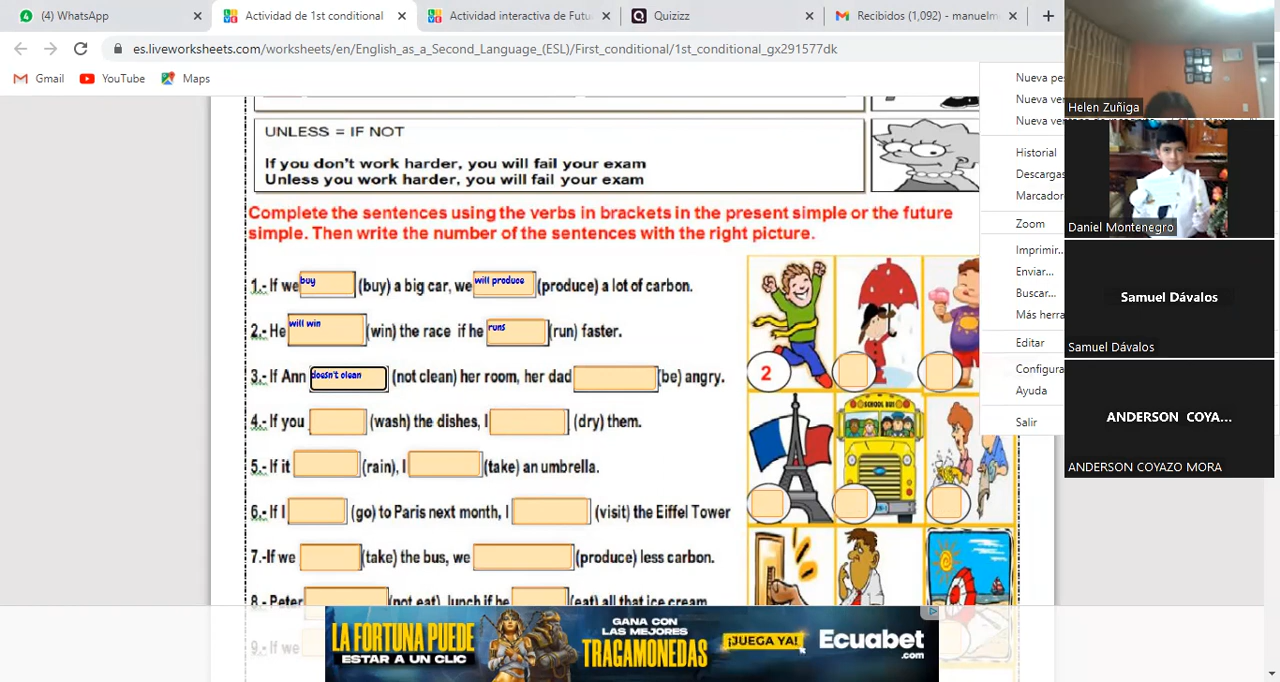 (4) WhatsApp
Actividad de 1st conditional
Actividad interactiva de Futu
Quizizz
Recibidos (1,092) - manuelm
es.liveworksheets.com/worksheets/en/English_as_a_Second_Language_(ESL)/First_conditional/1st_conditional_gx291577dk
Gmail
YouTube
Maps
Nueva pes
Nueva ve
Historial
Descargas
Marcador
Zoom
Imprimir...
Enviar...
Buscar...
Más herra
Editar
Configura
Ayuda
Salir
UNLESS = IF NOT
If you don't work harder, you will fail your exam
Unless you work harder, you will fail your exam
Complete the sentences using the verbs in brackets in the present simple or the future
simple. Then write the number of the sentences with the right picture.
1.- If we buy (buy) a big car, we will produce (produce) a lot of carbon.
2.- He will win (win) the race if he runs (run) faster.
3.- If Ann doesn't clean (not clean) her room, her dad (be) angry.
4.- If you (wash) the dishes, I (dry) them.
5.- If it (rain), I (take) an umbrella.
6.- If I (go) to Paris next month, I (visit) the Eiffel Tower
7.-If we (take) the bus, we (produce) less carbon.
8.- Peter (not eat) lunch if he (eat) all that ice cream
9.- If we
2
SCHOOL BUS
LA FORTUNA PUEDE
ESTAR A UN CLIC
GANA CON
LAS MEJORES
TRAGAMONEDAS
¡JUEGA YA!
Ecuabet
.com
Helen Zuñiga
Daniel Montenegro
Samuel Dávalos
Samuel Dávalos
ANDERSON COYA...
ANDERSON COYAZO MORA